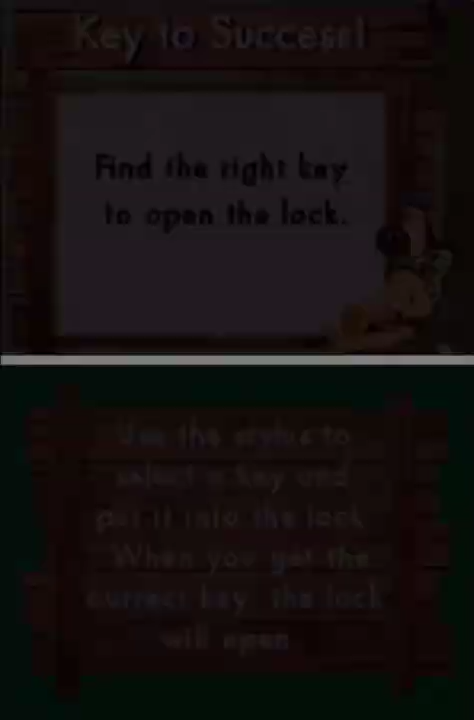 Key to Success!
Find the right key
to open the lock.
Use the stylus to
select a key and
put it into the lock
When you get the
correct key, the lock
will open.